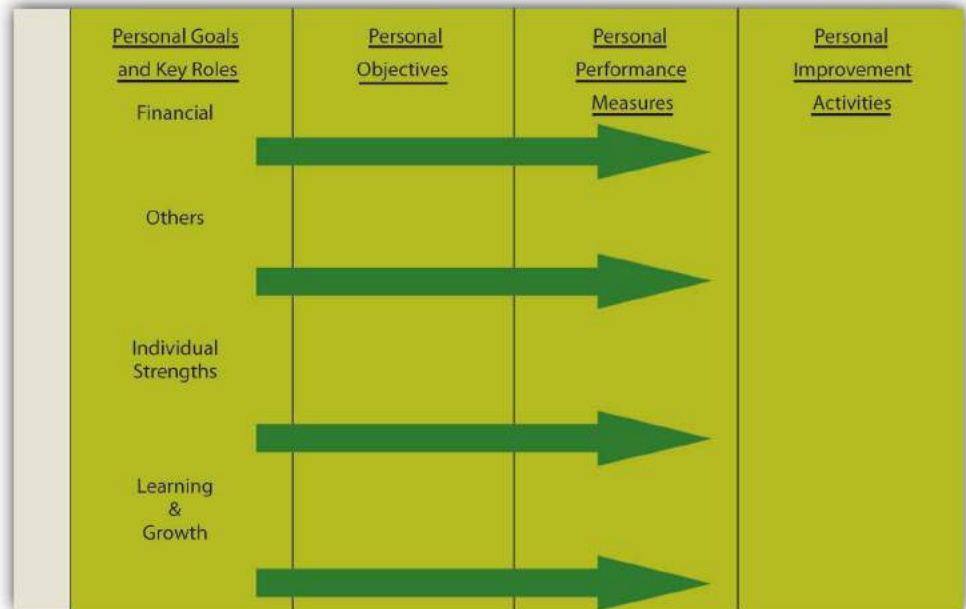 Personal Goals
and Key Roles
Personal
Objectives
Personal
Performance
Measures
Personal
Improvement
Activities
Financial
Others
Individual
Strengths
Learning
&
Growth